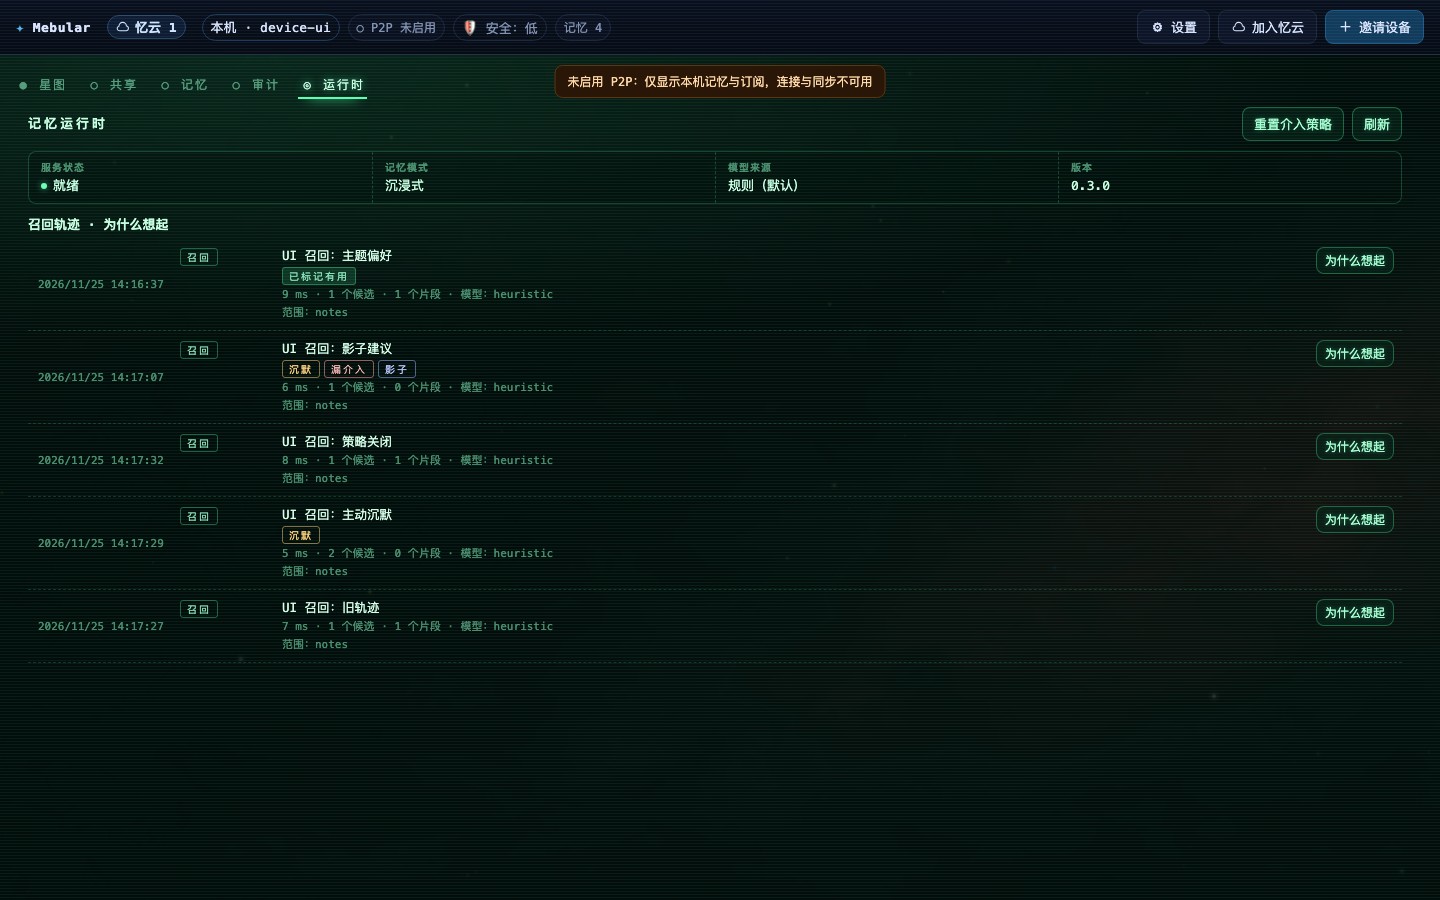 Mebular
忆云 1
本机 · device-ui
P2P 未启用
安全: 低
记忆 4
设置
加入忆云
邀请设备
星图
共享
记忆
审计
运行时
未启用 P2P: 仅显示本机记忆与订阅, 连接与同步不可用
记忆运行时
重置介入策略
刷新
服务状态
就绪
记忆模式
沉浸式
模型来源
规则 (默认)
版本
0.3.0
召回轨迹 · 为什么想起
2026/11/25 14:16:37
召回
UI 召回: 主题偏好
已标记有用
9 ms · 1 个候选 · 1 个片段 · 模型: heuristic
范围: notes
为什么想起
2026/11/25 14:17:07
召回
UI 召回: 影子建议
沉默
漏介入
影子
6 ms · 1 个候选 · 0 个片段 · 模型: heuristic
范围: notes
为什么想起
2026/11/25 14:17:32
召回
UI 召回: 策略关闭
8 ms · 1 个候选 · 1 个片段 · 模型: heuristic
范围: notes
为什么想起
2026/11/25 14:17:29
召回
UI 召回: 主动沉默
沉默
5 ms · 2 个候选 · 0 个片段 · 模型: heuristic
范围: notes
为什么想起
2026/11/25 14:17:27
召回
UI 召回: 旧轨迹
7 ms · 1 个候选 · 1 个片段 · 模型: heuristic
范围: notes
为什么想起